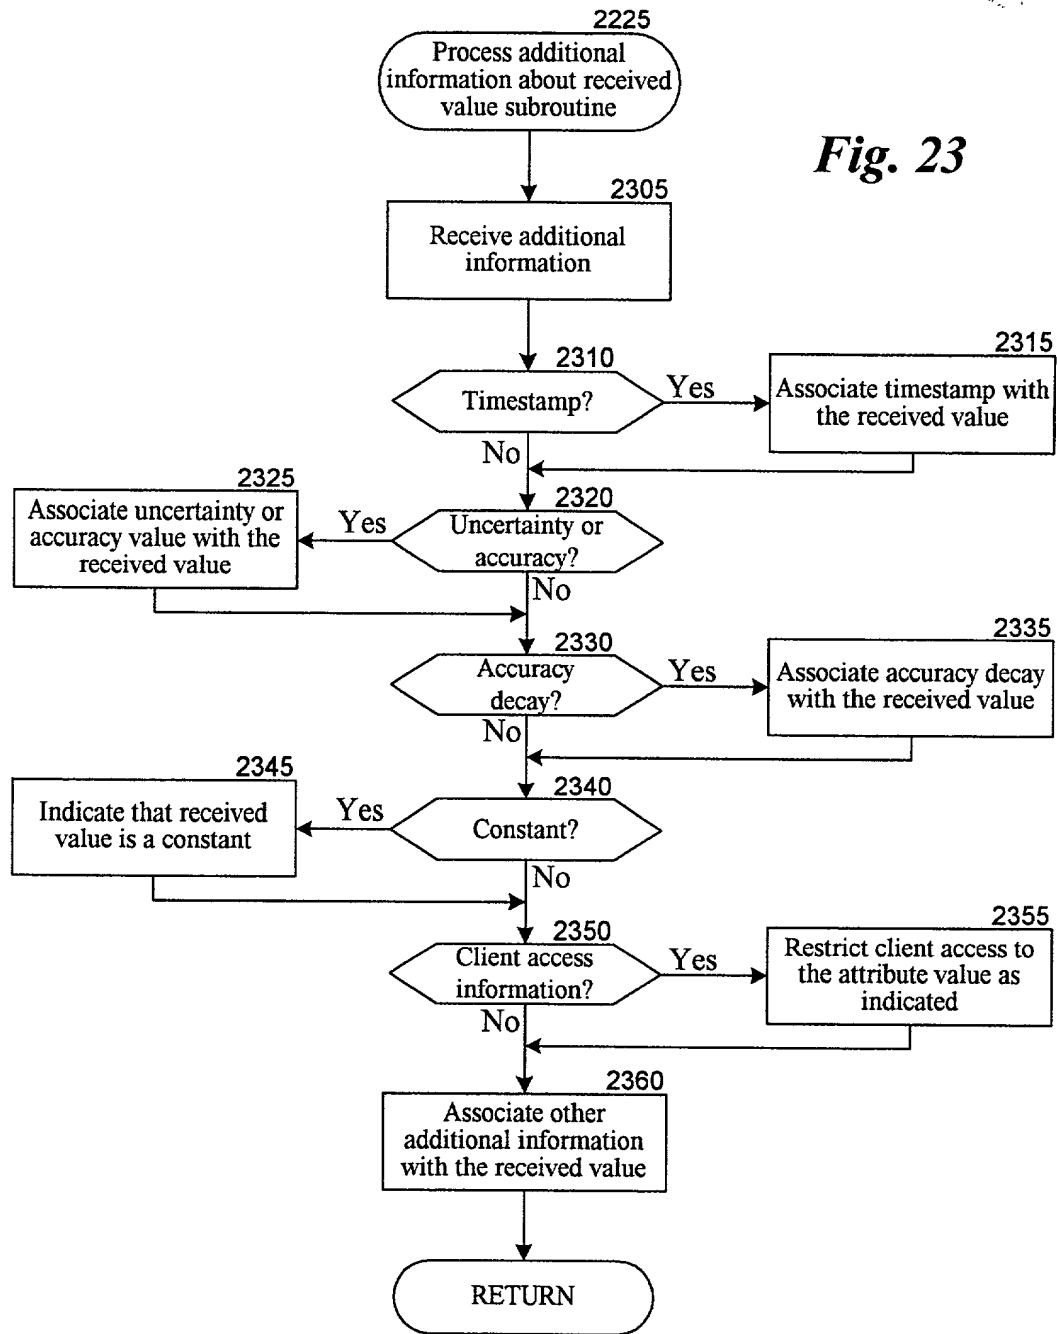 2225
Process additional
information about received
value subroutine
Fig. 23
2305
Receive additional
information
2310
Timestamp?
Yes
2315
Associate timestamp with
the received value
No
2320
Uncertainty or
accuracy?
Yes
2325
Associate uncertainty or
accuracy value with the
received value
No
2330
Accuracy
decay?
Yes
2335
Associate accuracy decay
with the received value
No
2340
Constant?
Yes
2345
Indicate that received
value is a constant
No
2350
Client access
information?
Yes
2355
Restrict client access to
the attribute value as
indicated
No
2360
Associate other
additional information
with the received value
RETURN